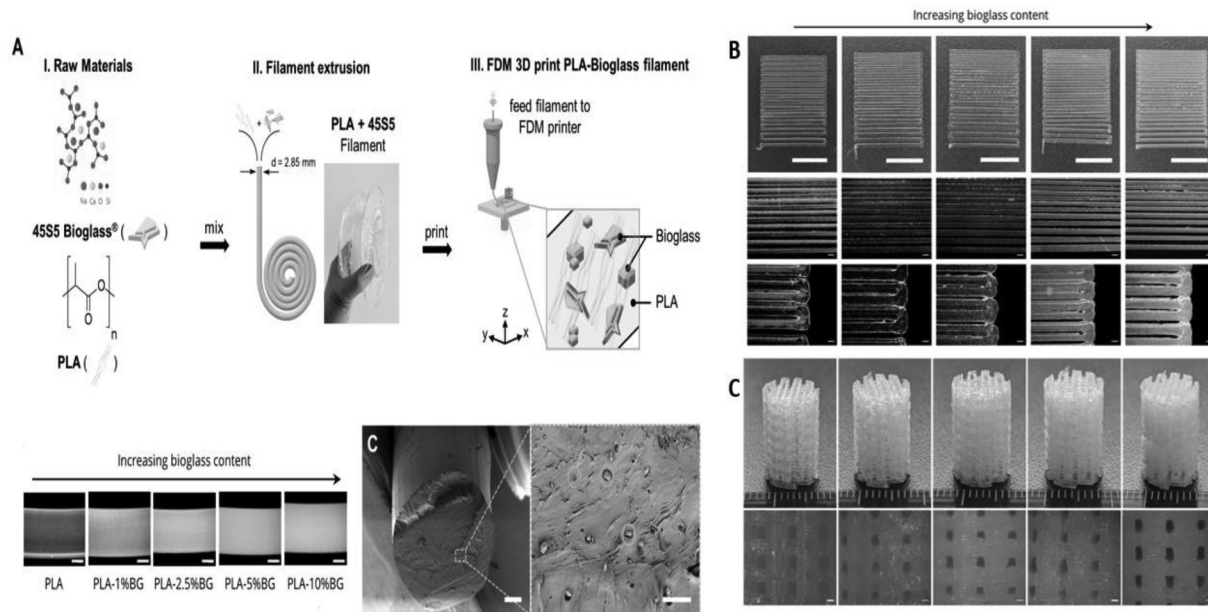 A
I. Raw Materials
Na Ca O Si
45S5 Bioglass® ( )
O
O
n
PLA ( )
mix
II. Filament extrusion
+
d = 2.85 mm
PLA + 45S5
Filament
print
III. FDM 3D print PLA-Bioglass filament
feed filament to
FDM printer
Bioglass
PLA
z
y
x
Increasing bioglass content
PLA
PLA-1%BG
PLA-2.5%BG
PLA-5%BG
PLA-10%BG
C
Increasing bioglass content
B
C